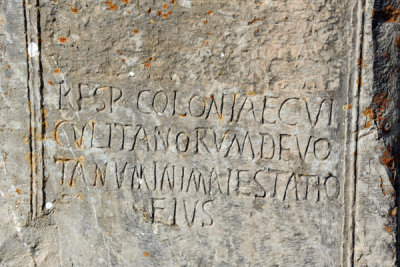 RESP COLONIAE CVI
CVLITANORVM DEVO
TA NVMINI MAIESTATIQ
EIVS